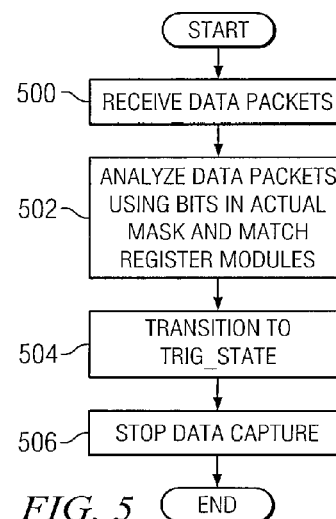 START
500
RECEIVE DATA PACKETS
502
ANALYZE DATA PACKETS
USING BITS IN ACTUAL
MASK AND MATCH
REGISTER MODULES
504
TRANSITION TO
TRIG_STATE
506
STOP DATA CAPTURE
FIG. 5
END